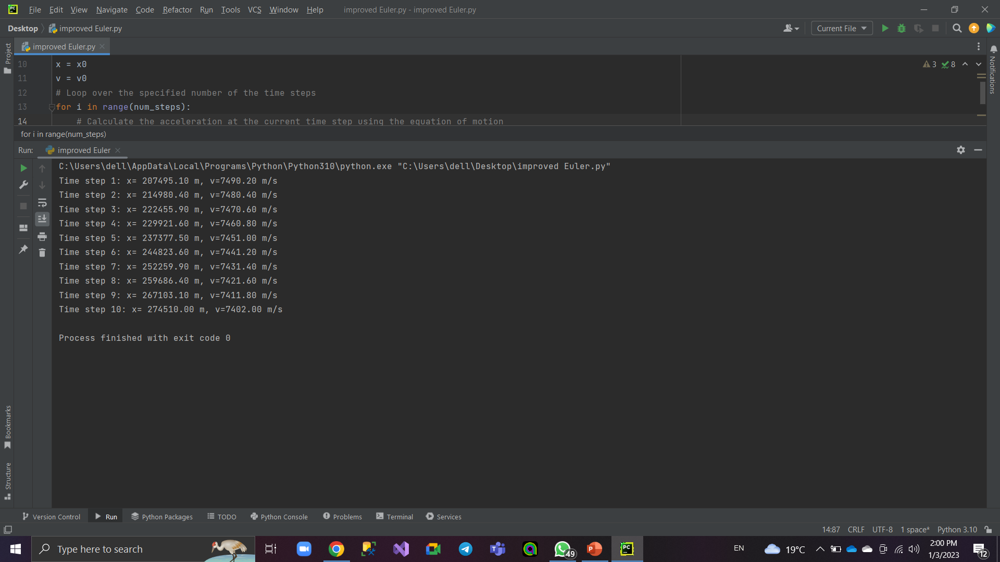 File Edit View Navigate Code Refactor Run Tools VCS Window Help improved Euler.py - improved Euler.py
Desktop improved Euler.py Current File
improved Euler.py
10 x = x0
11 v = v0
12 # Loop over the specified number of the time steps
13 for i in range(num_steps):
14 # Calculate the acceleration at the current time step using the equation of motion
3 8
for i in range(num_steps)
Run: improved Euler
C:\Users\dell\AppData\Local\Programs\Python\Python310\python.exe "C:\Users\dell\Desktop\improved Euler.py"
Time step 1: x= 207495.10 m, v=7490.20 m/s
Time step 2: x= 214980.40 m, v=7480.40 m/s
Time step 3: x= 222455.90 m, v=7470.60 m/s
Time step 4: x= 229921.60 m, v=7460.80 m/s
Time step 5: x= 237377.50 m, v=7451.00 m/s
Time step 6: x= 244823.60 m, v=7441.20 m/s
Time step 7: x= 252259.90 m, v=7431.40 m/s
Time step 8: x= 259686.40 m, v=7421.60 m/s
Time step 9: x= 267103.10 m, v=7411.80 m/s
Time step 10: x= 274510.00 m, v=7402.00 m/s
Process finished with exit code 0
Project
Bookmarks
Structure
Notifications
Version Control Run Python Packages TODO Python Console Problems Terminal Services
14:87 CRLF UTF-8 1 space* Python 3.10
Type here to search
PC
49
P
PC
EN
19°C
2:00 PM
1/3/2023
12